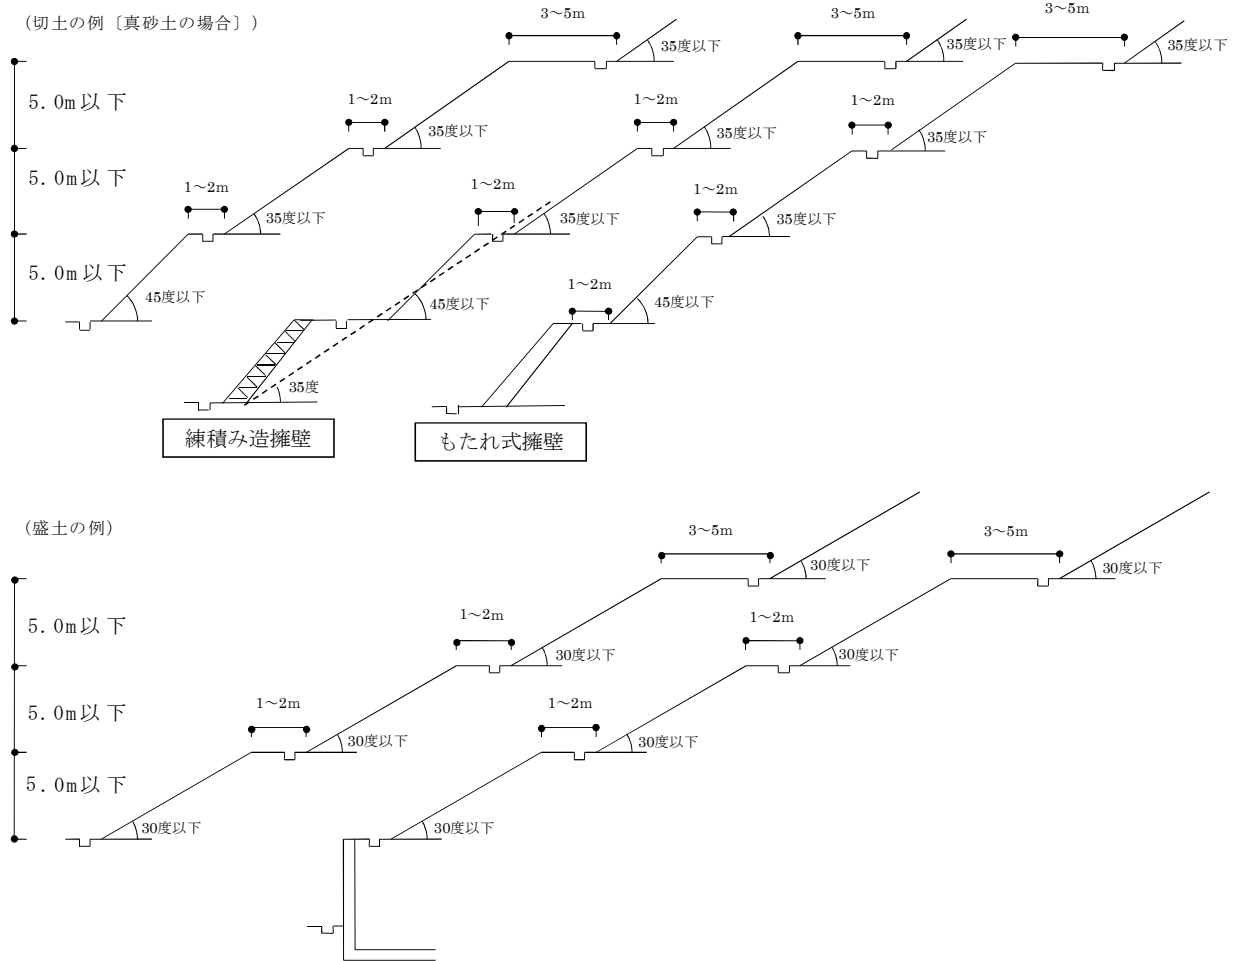 (切土の例〔真砂土の場合〕)
3～5m
3～5m
3～5m
35度以下
35度以下
35度以下
5.0m以下
1～2m
1～2m
1～2m
35度以下
35度以下
35度以下
5.0m以下
1～2m
1～2m
1～2m
35度以下
35度以下
35度以下
5.0m以下
45度以下
45度以下
1～2m
45度以下
35度
練積み造擁壁
もたれ式擁壁
(盛土の例)
3～5m
3～5m
30度以下
30度以下
5.0m以下
1～2m
1～2m
30度以下
30度以下
5.0m以下
1～2m
1～2m
30度以下
30度以下
5.0m以下
30度以下
30度以下